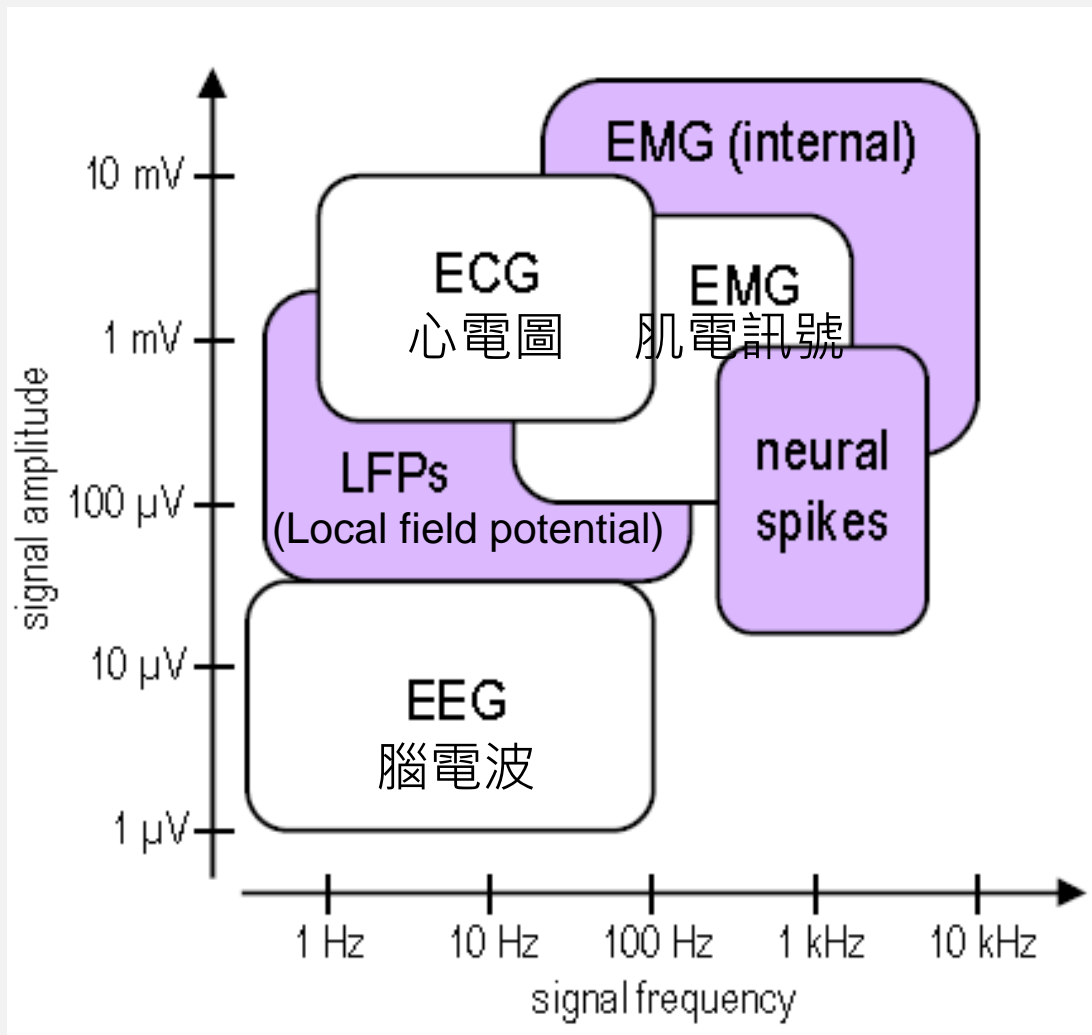 EMG (internal)
10 mV
ECG
心電圖
EMG
肌電訊號
1 mV
signal amplitude
LFPs
(Local field potential)
100 µV
neural
spikes
10 µV
EEG
腦電波
1 µV
1 Hz
10 Hz
100 Hz
1 kHz
10 kHz
signal frequency